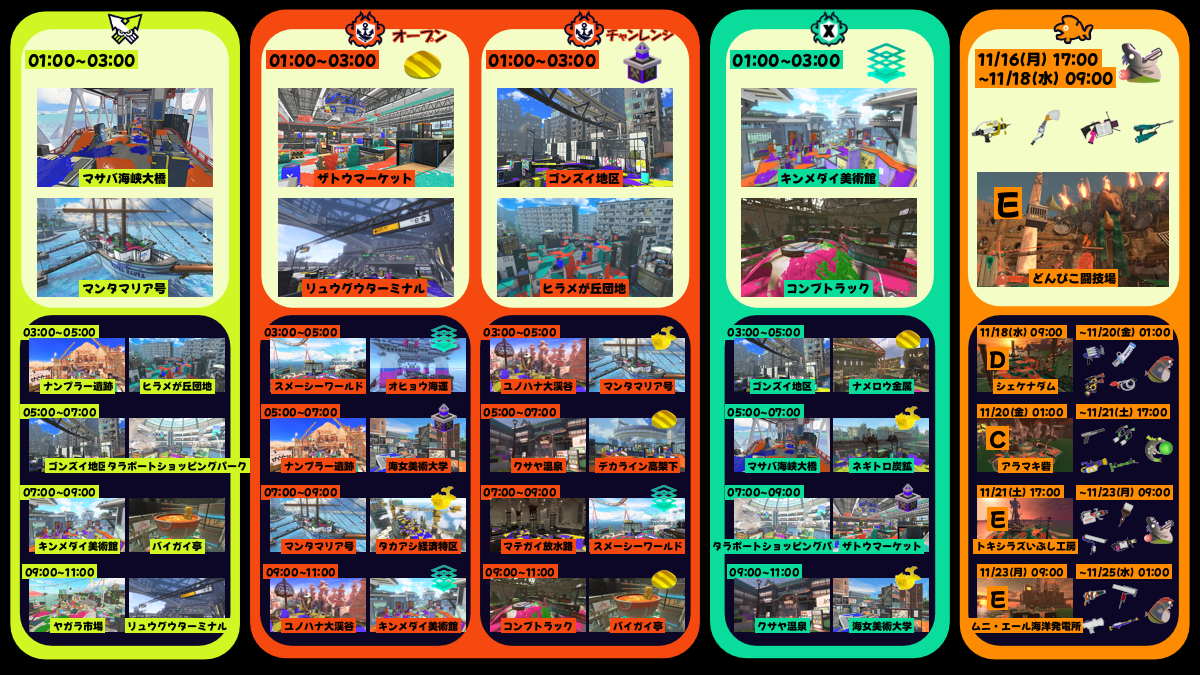 01:00~03:00
マサバ海峡大橋
マンタマリア号
03:00~05:00
ナンプラー遺跡
ヒラメが丘団地
05:00~07:00
ゴンズイ地区
タラポートショッピングパーク
07:00~09:00
キンメダイ美術館
バイガイ亭
09:00~11:00
ヤガラ市場
リュウグウターミナル
オープン
01:00~03:00
ザトウマーケット
リュウグウターミナル
03:00~05:00
スメーシーワールド
オヒョウ海運
05:00~07:00
ナンプラー遺跡
海女美術大学
07:00~09:00
マンタマリア号
タカアシ経済特区
09:00~11:00
ユノハナ大渓谷
キンメダイ美術館
チャンレンジ
01:00~03:00
ゴンズイ地区
ヒラメが丘団地
03:00~05:00
ユノハナ大渓谷
マンタマリア号
05:00~07:00
クサヤ温泉
デカライン高架下
07:00~09:00
マテガイ放水路
スメーシーワールド
09:00~11:00
コンブトラック
バイガイ亭
X
01:00~03:00
キンメダイ美術館
コンブトラック
03:00~05:00
ゴンズイ地区
ナメロウ金属
05:00~07:00
マサバ海峡大橋
ネギトロ炭鉱
07:00~09:00
タラポートショッピングパ
ザトウマーケット
09:00~11:00
クサヤ温泉
海女美術大学
11/16(月) 17:00
~11/18(水) 09:00
E
どんぴこ闘技場
11/18(水) 09:00
~11/20(金) 01:00
D
シェケナダム
11/20(金) 01:00
~11/21(土) 17:00
C
アラマキ砦
11/21(土) 17:00
~11/23(月) 09:00
E
トキシラズいぶし工房
11/23(月) 09:00
~11/25(水) 01:00
E
ムニ・エール海洋発電所